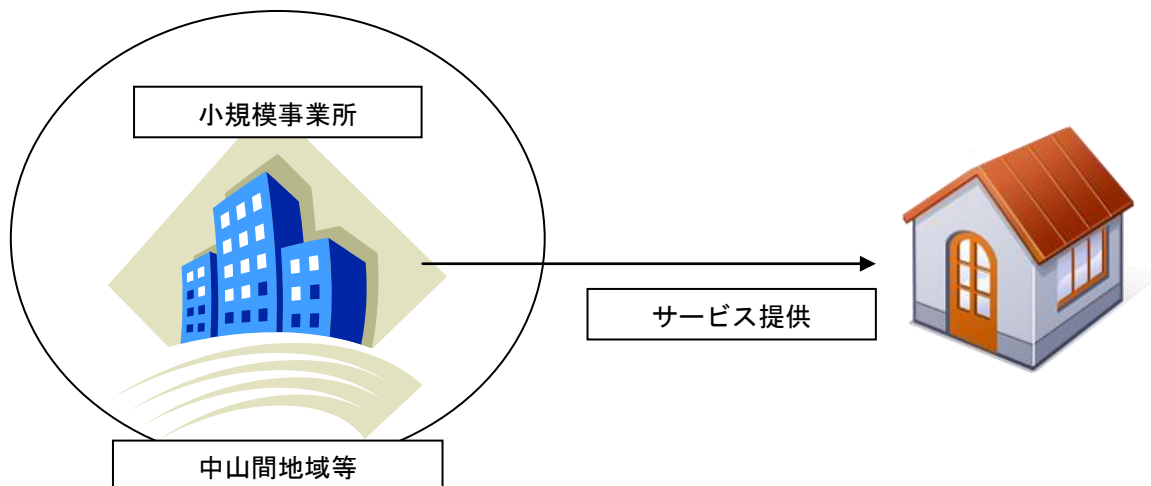 小規模事業所
サービス提供
中山間地域等